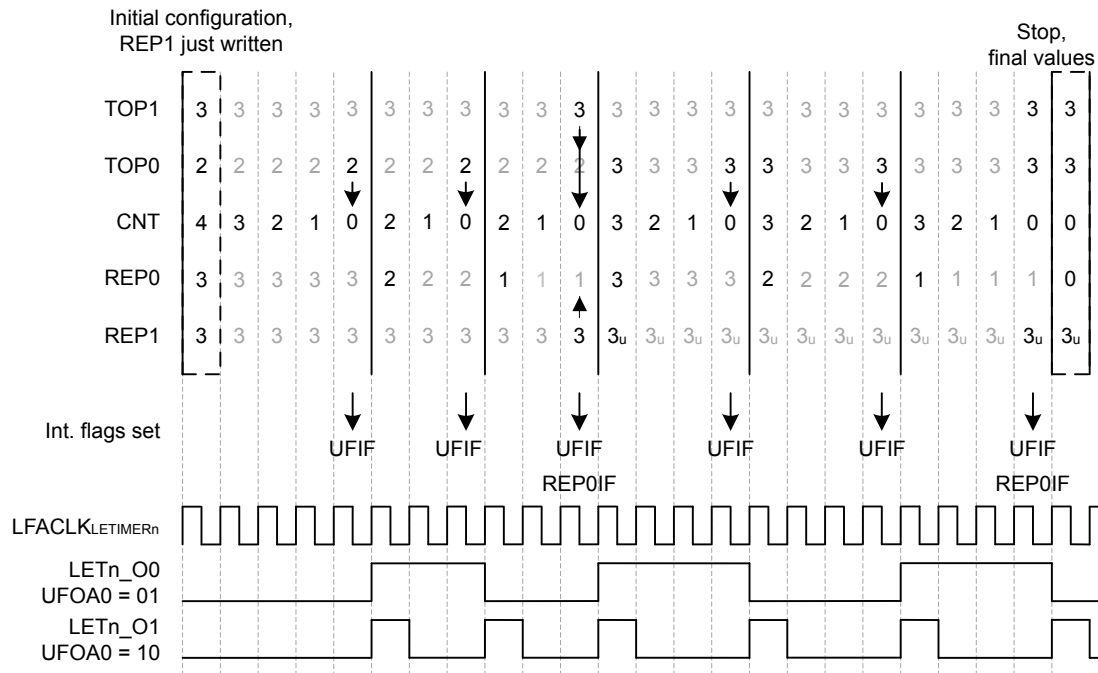 Initial configuration,
REP1 just written
Stop,
final values
TOP1 3 3 3 3 3 3 3 3 3 3 3 3 3 3 3 3 3 3 3 3 3 3 3 3
TOP0 2 2 2 2 2 2 2 2 2 2 2 3 3 3 3 3 3 3 3 3 3 3 3 3
CNT 4 3 2 1 0 2 1 0 2 1 0 3 2 1 0 3 2 1 0 3 2 1 0 0
REP0 3 3 3 3 3 2 2 2 1 1 1 3 3 3 3 2 2 2 2 1 1 1 1 0
REP1 3 3 3 3 3 3 3 3 3 3 3 3u 3u 3u 3u 3u 3u 3u 3u 3u 3u 3u 3u 3u
Int. flags set
UFIF UFIF UFIF UFIF UFIF UFIF
REP0IF REP0IF
LFACLKLETIMERn
LETn_O0
UFOA0 = 01
LETn_O1
UFOA0 = 10